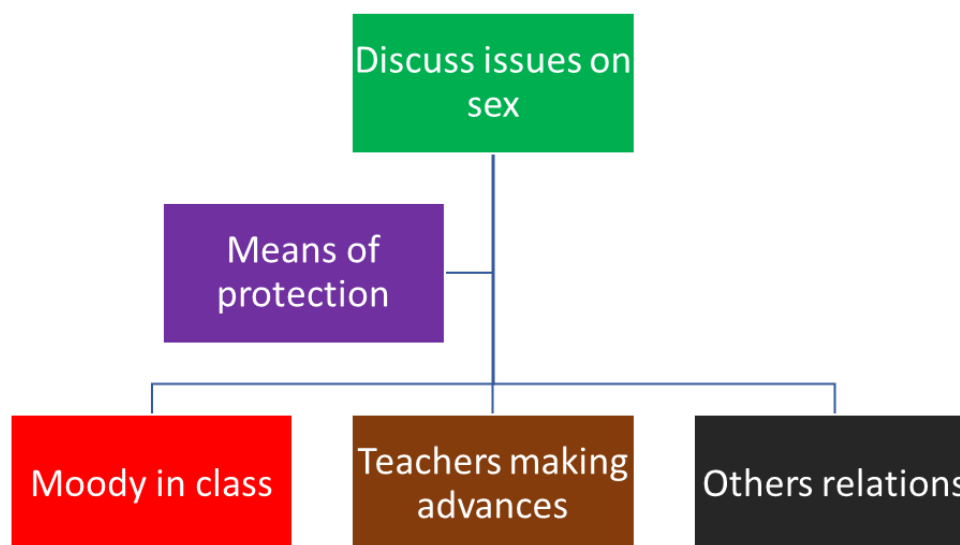 Discuss issues on
sex
Means of
protection
Moody in class
Teachers making
advances
Others relations